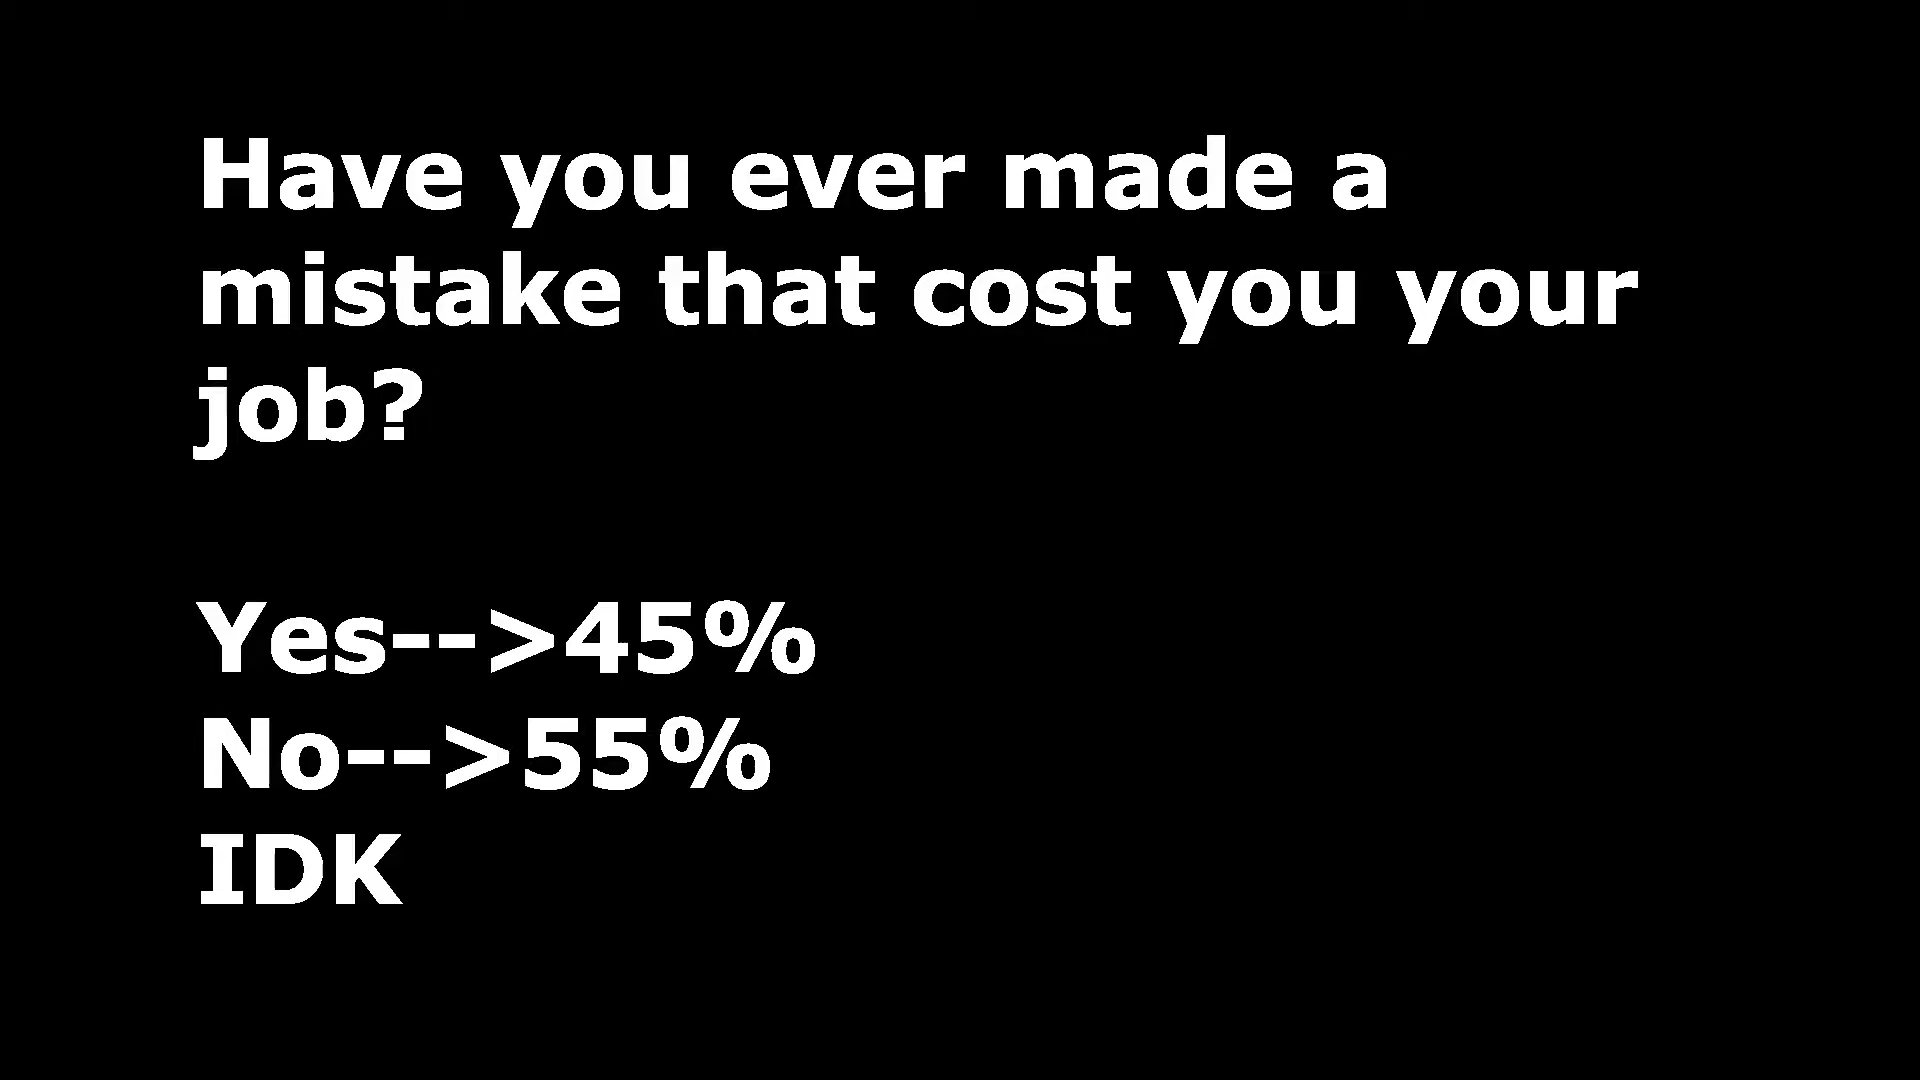 Have you ever made a
mistake that cost you your
job?
Yes-->45%
No-->55%
IDK